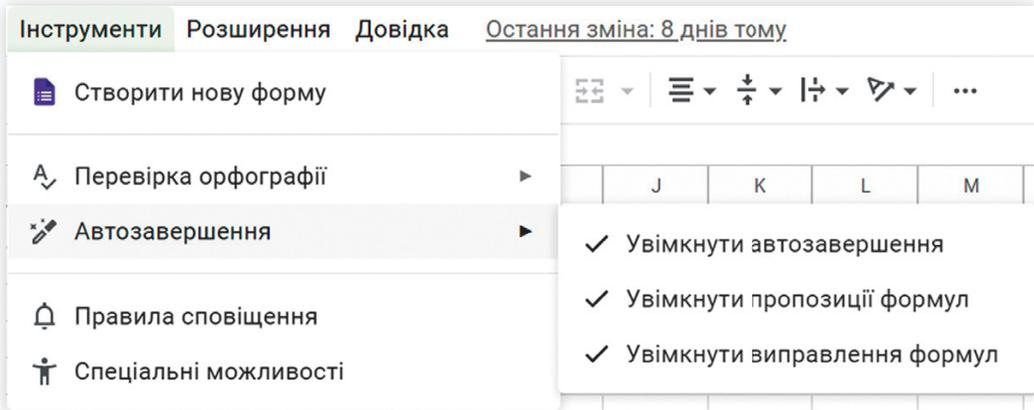 Інструменти Розширення Довідка Остання зміна: 8 днів тому
Створити нову форму
Перевірка орфографії
J K L M
Автозавершення
Увімкнути автозавершення
Увімкнути пропозиції формул
Увімкнути виправлення формул
Правила сповіщення
Спеціальні можливості